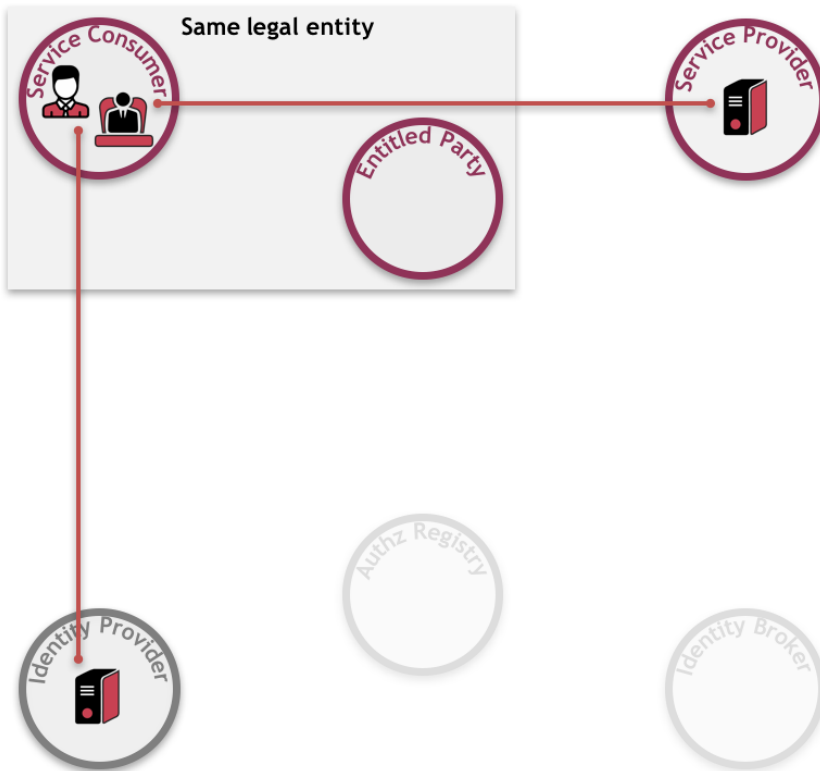 Same legal entity
Service Consumer
Service Provider
Entitled Party
Authz Registry
Identity Provider
Identity Broker